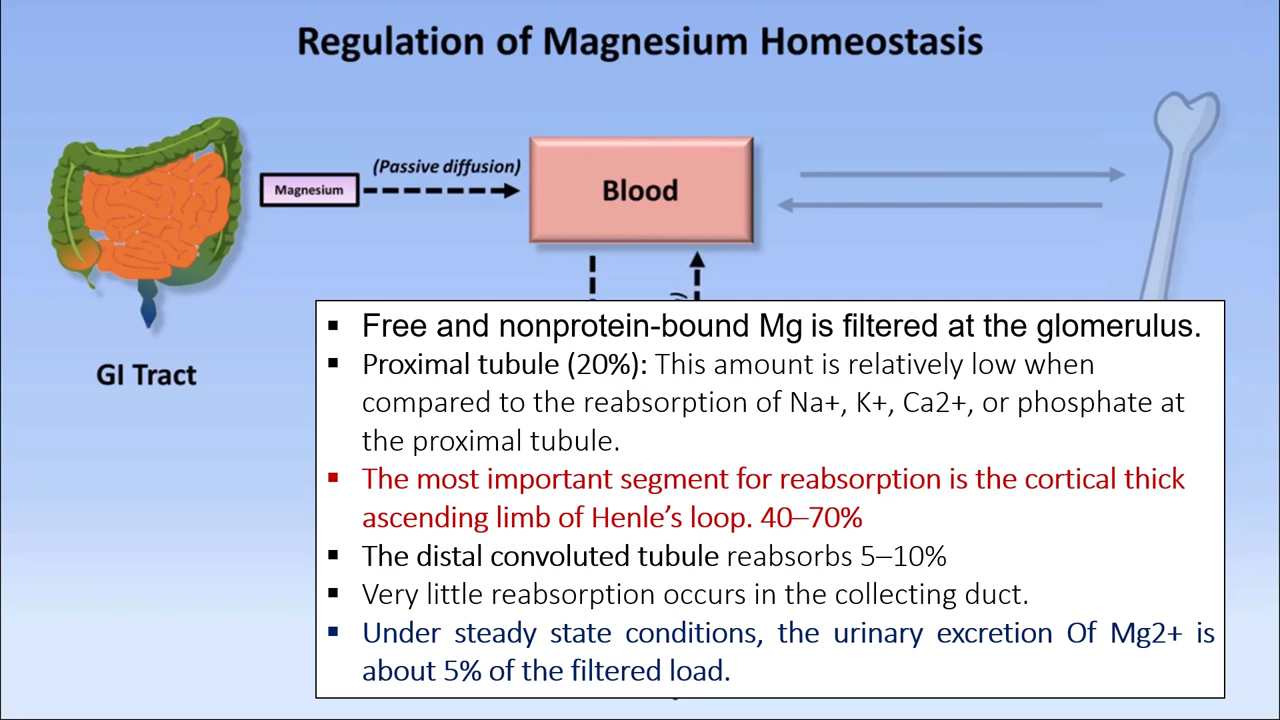 Regulation of Magnesium Homeostasis
(Passive diffusion)
Magnesium
Blood
GI Tract
▪ Free and nonprotein-bound Mg is filtered at the glomerulus.
▪ Proximal tubule (20%): This amount is relatively low when
compared to the reabsorption of Na+, K+, Ca2+, or phosphate at
the proximal tubule.
▪ The most important segment for reabsorption is the cortical thick
ascending limb of Henle’s loop. 40–70%
▪ The distal convoluted tubule reabsorbs 5–10%
▪ Very little reabsorption occurs in the collecting duct.
▪ Under steady state conditions, the urinary excretion Of Mg2+ is
about 5% of the filtered load.